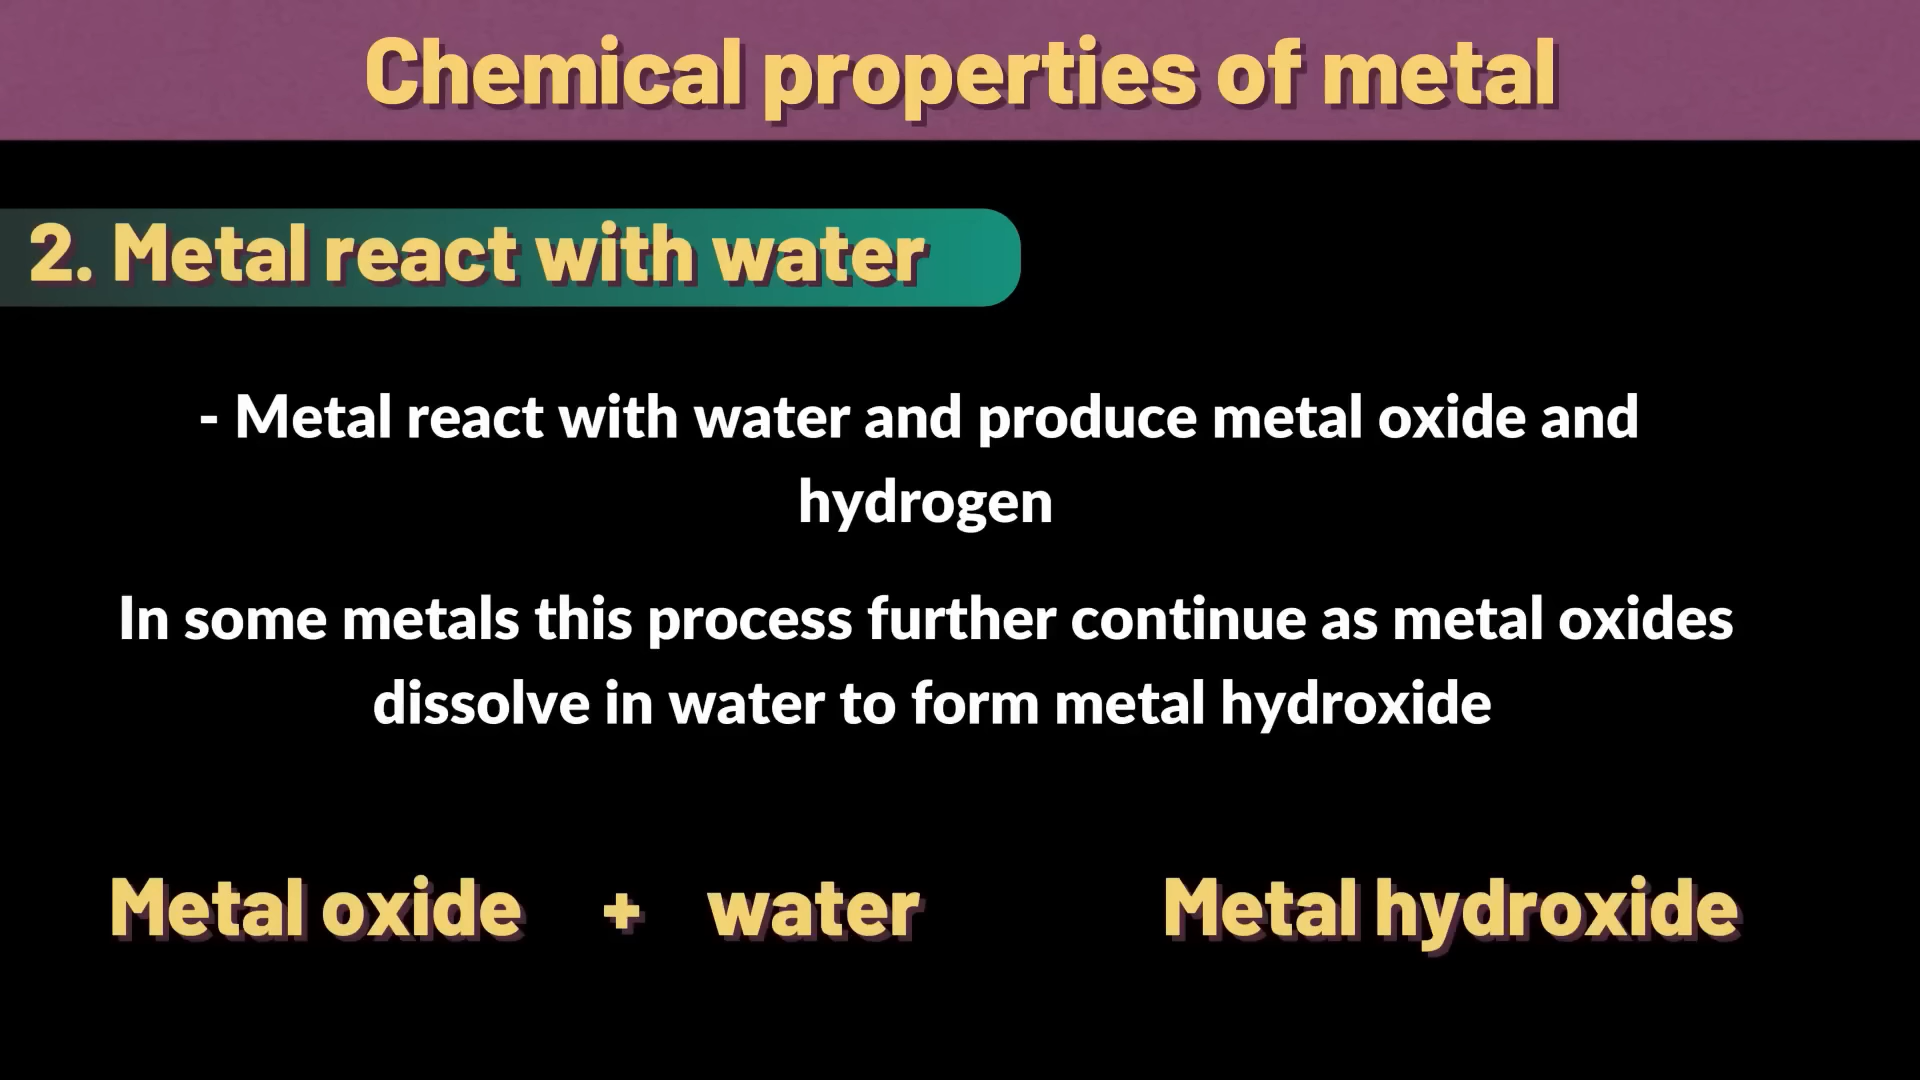 Chemical properties of metal
2. Metal react with water
- Metal react with water and produce metal oxide and
hydrogen
In some metals this process further continue as metal oxides
dissolve in water to form metal hydroxide
Metal oxide + water Metal hydroxide